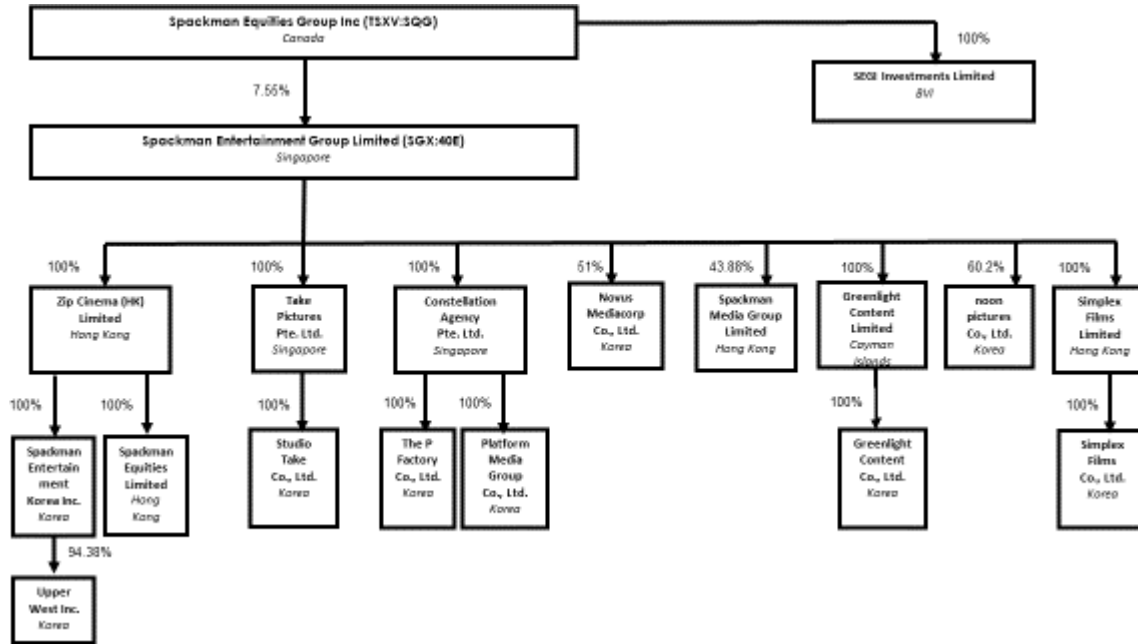 Spackman Equities Group Inc (TSXV:SQG)
Canada
100%
SEGI Investments Limited
BVI
7.55%
Spackman Entertainment Group Limited (SGX:40E)
Singapore
100%
100%
100%
51%
43.88%
100%
60.2%
100%
Zip Cinema (HK)
Limited
Hong Kong
Take
Pictures
Pte. Ltd.
Singapore
Constellation
Agency
Pte. Ltd.
Singapore
Novus
Mediacorp
Co., Ltd.
Korea
Spackman
Media Group
Limited
Hong Kong
Greenlight
Content
Limited
Cayman
Islands
noon
pictures
Co., Ltd.
Korea
Simplex
Films
Limited
Hong Kong
100%
100%
100%
100%
100%
100%
100%
Spackman
Entertain
ment
Korea Inc.
Korea
Spackman
Equities
Limited
Hong
Kong
Studio
Take
Co., Ltd.
Korea
The P
Factory
Co., Ltd.
Korea
Platform
Media
Group
Co., Ltd.
Korea
Greenlight
Content
Co., Ltd.
Korea
Simplex
Films
Co., Ltd.
Korea
94.38%
Upper
West Inc.
Korea